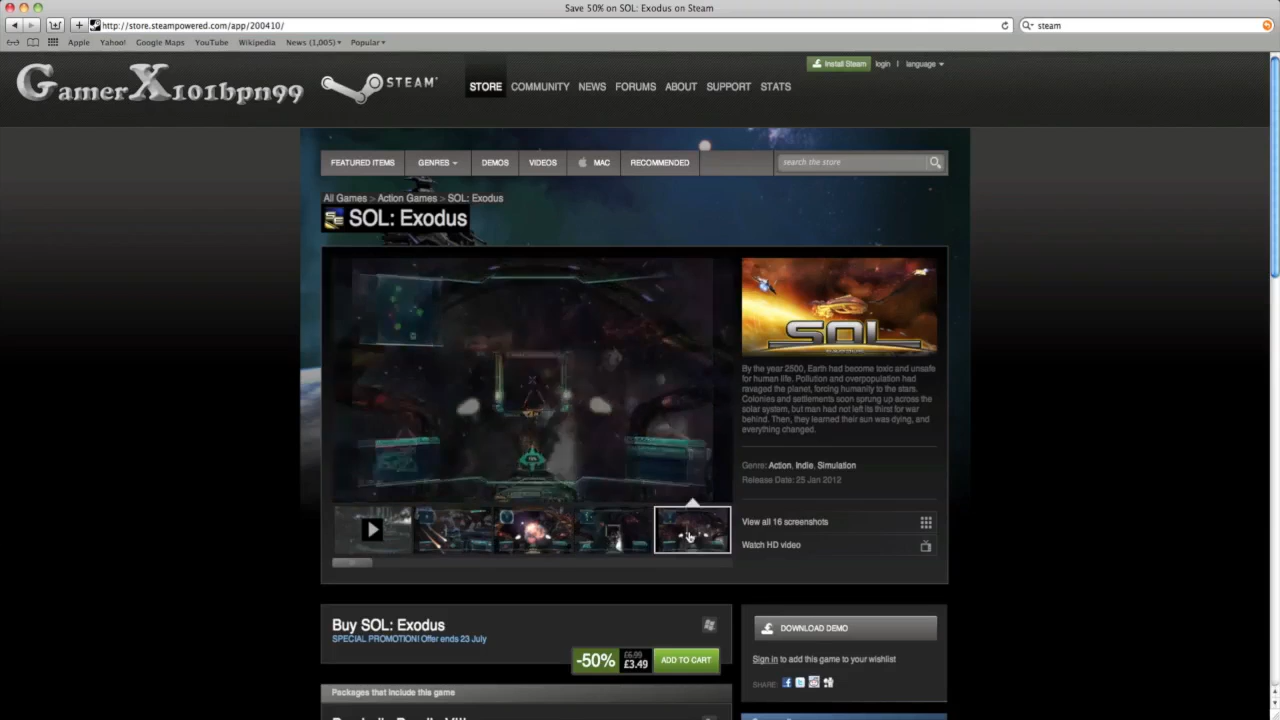 Save 50% on SOL: Exodus on Steam
http://store.steampowered.com/app/200410/
steam
Apple Yahoo! Google Maps YouTube Wikipedia News (1,005) Popular
GamerX101bpn99
STEAM
STORE COMMUNITY NEWS FORUMS ABOUT SUPPORT STATS
Install Steam login | language
FEATURED ITEMS GENRES DEMOS VIDEOS MAC RECOMMENDED
search the store
All Games > Action Games > SOL: Exodus
SOL: Exodus
SOL
By the year 2500, Earth had become toxic and unsafe
for human life. Pollution and overpopulation had
ravaged the planet, forcing humanity to the stars.
Colonies and settlements soon sprung up across the
solar system, but man had not left its thirst for war
behind. Then, they learned their sun was dying, and
everything changed.
Genre: Action, Indie, Simulation
Release Date: 25 Jan 2012
View all 16 screenshots
Watch HD video
Buy SOL: Exodus
SPECIAL PROMOTION! Offer ends 23 July
-50% £6.99 £3.49 ADD TO CART
Packages that include this game
DOWNLOAD DEMO
Sign in to add this game to your wishlist
SHARE: